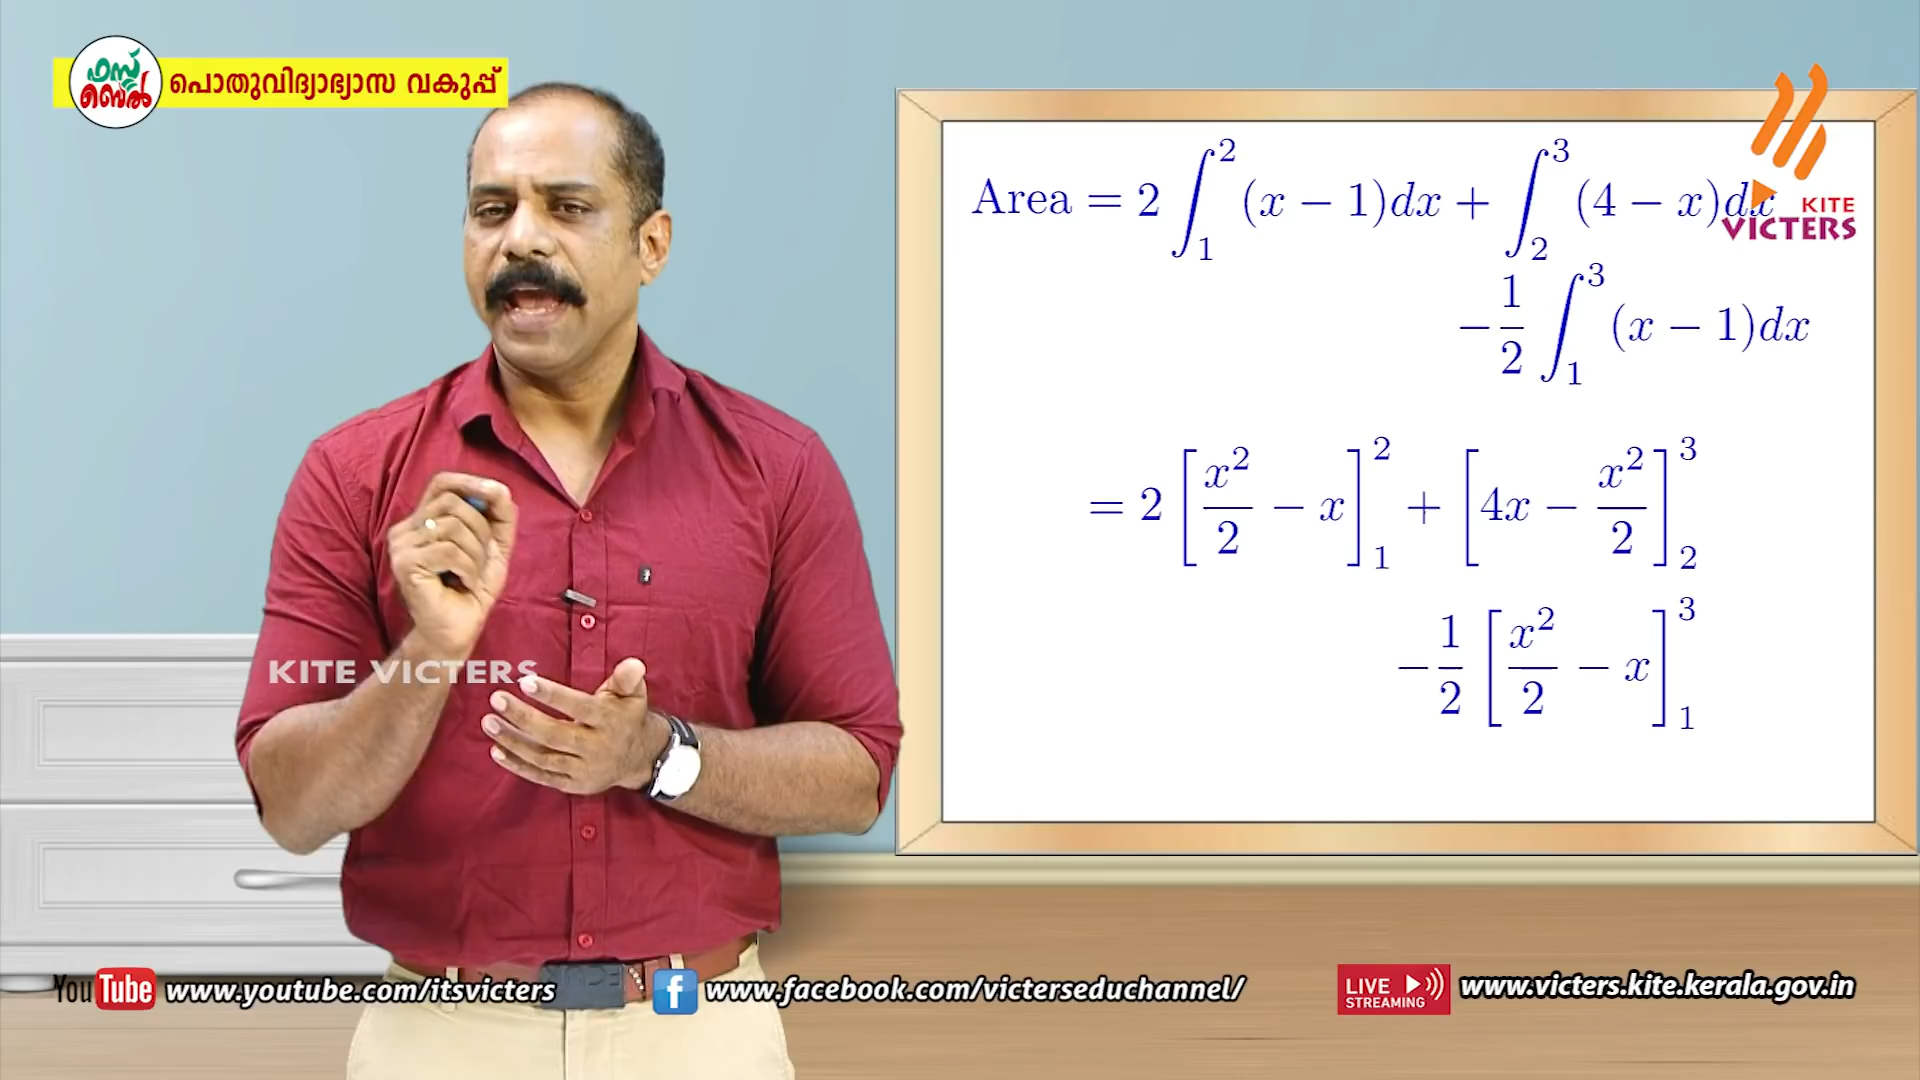 ഫസ്റ്റ്
ബെൽ
പൊതുവിദ്യാഭ്യാസ വകുപ്പ്
KITE
VICTERS
Area = 2 ∫₁² (x − 1)dx + ∫₂³ (4 − x)dx
− 1/2 ∫₁³ (x − 1)dx
= 2 [x²/2 − x]₁² + [4x − x²/2]₂³
− 1/2 [x²/2 − x]₁³
KITE VICTERS
YouTube www.youtube.com/itsvicters
f www.facebook.com/victerseduchannel/
LIVE STREAMING www.victers.kite.kerala.gov.in